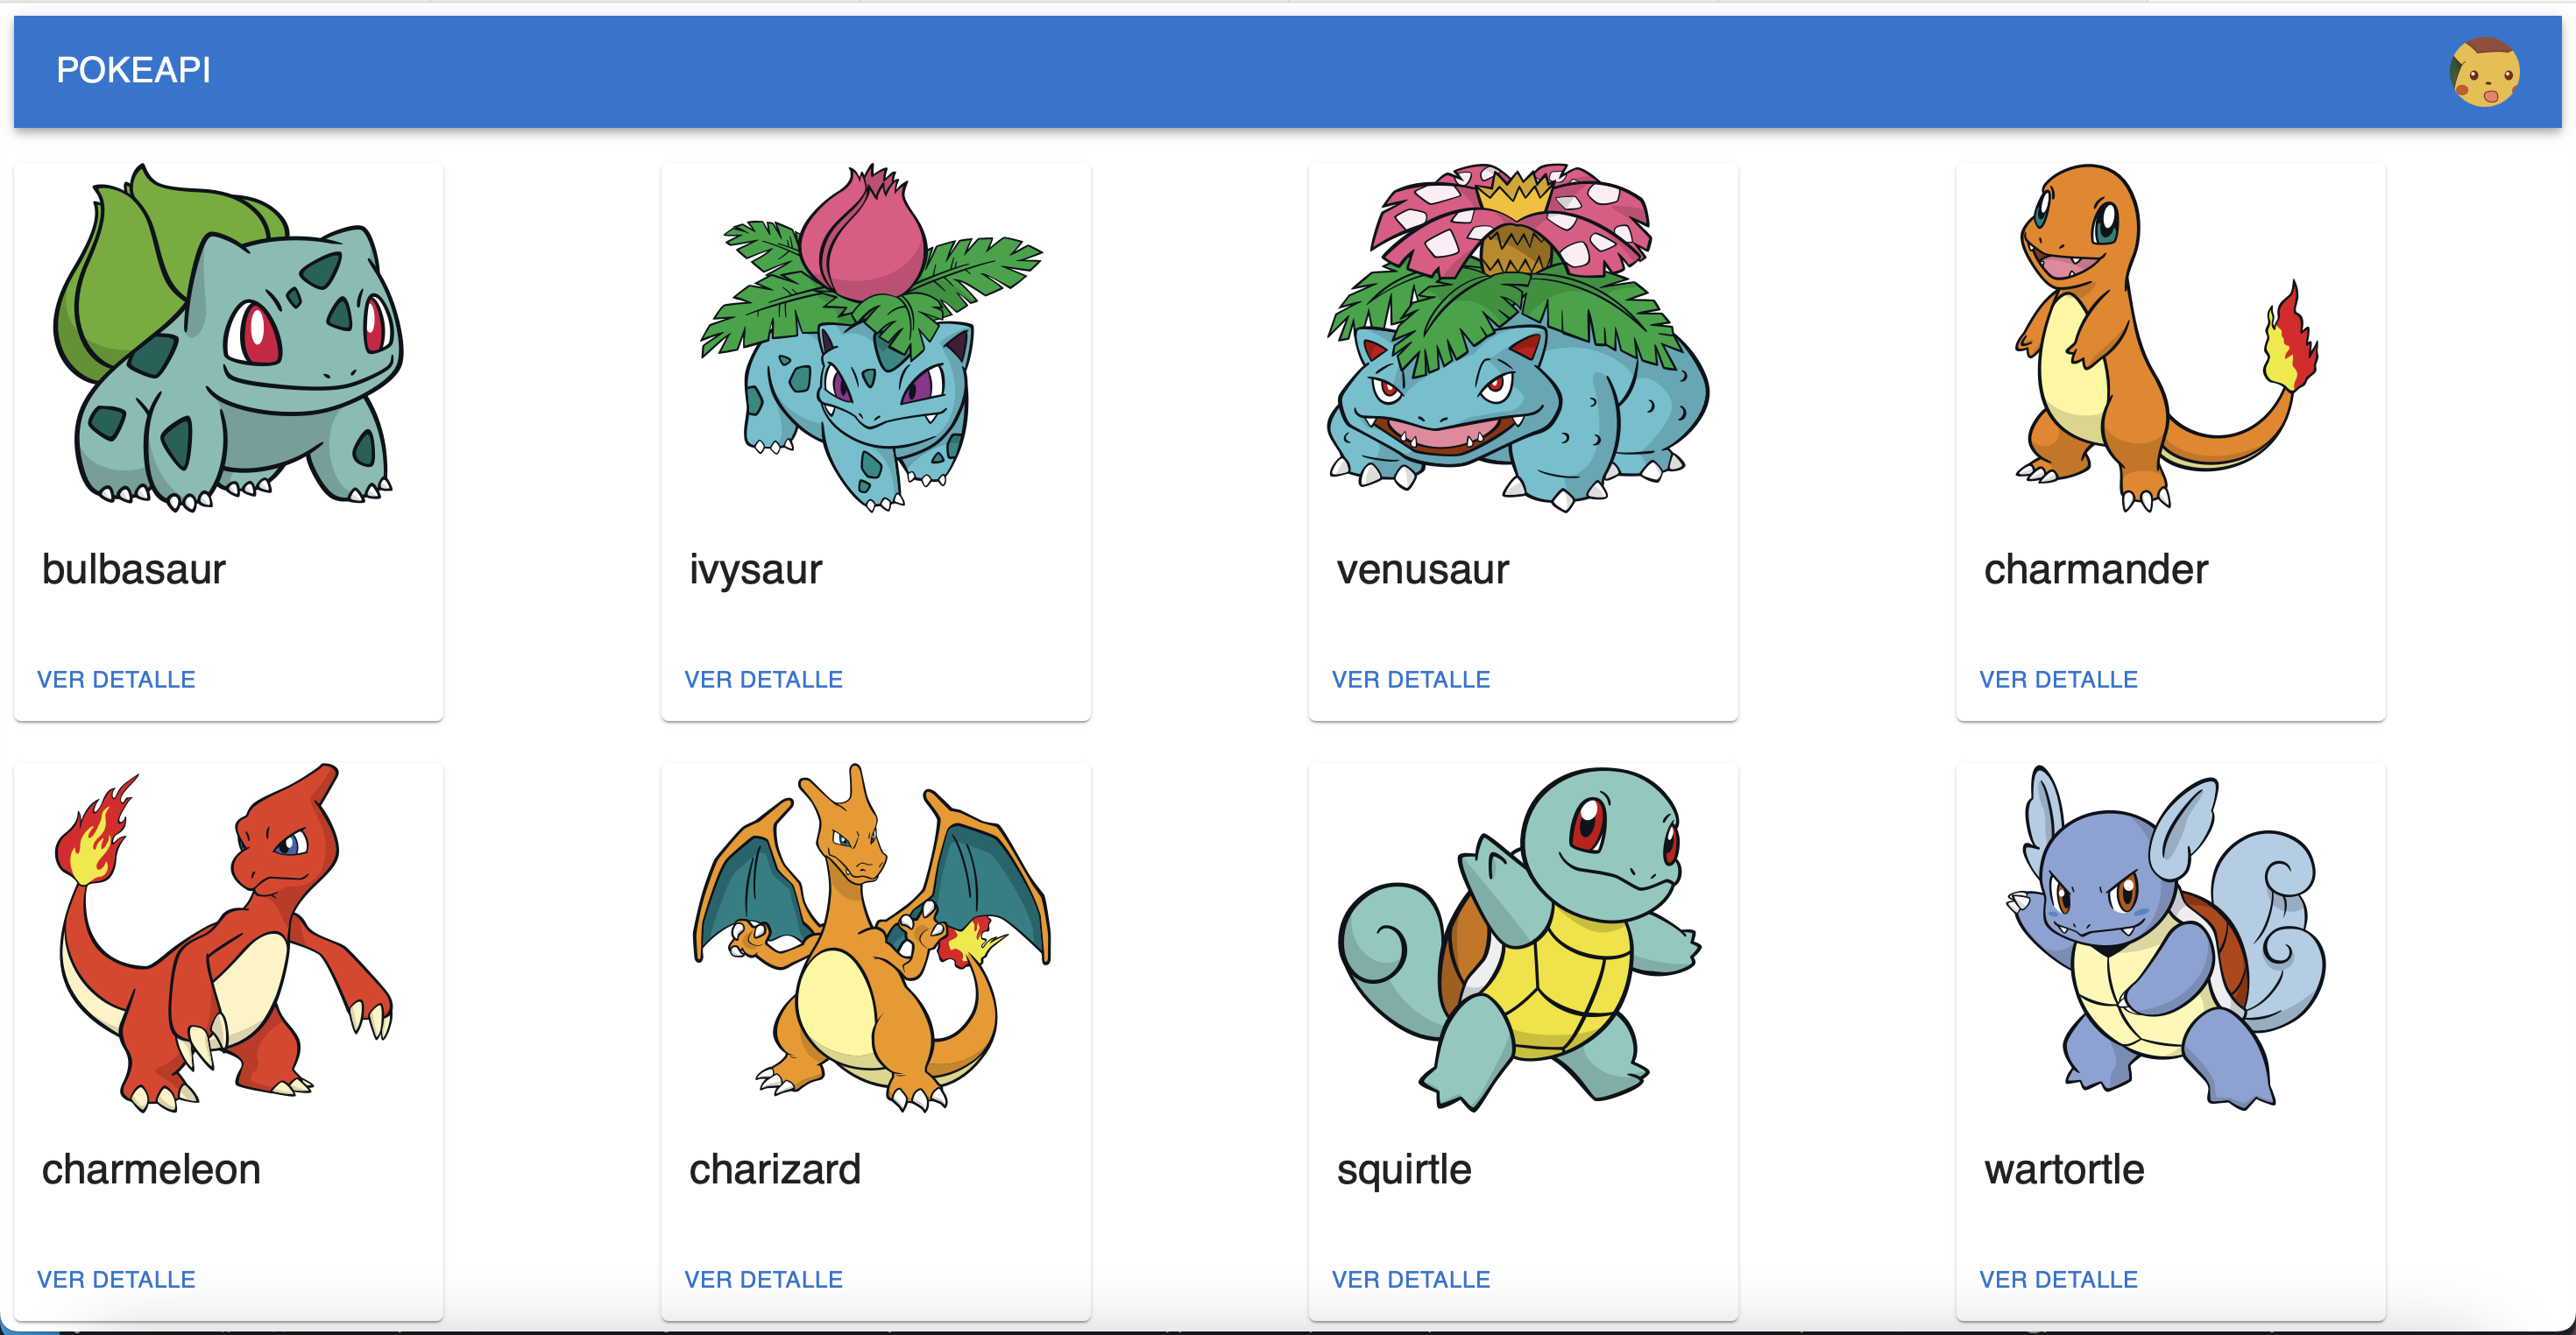 POKEAPI
bulbasaur
ivysaur
venusaur
charmander
VER DETALLE
VER DETALLE
VER DETALLE
VER DETALLE
charmeleon
charizard
squirtle
wartortle
VER DETALLE
VER DETALLE
VER DETALLE
VER DETALLE